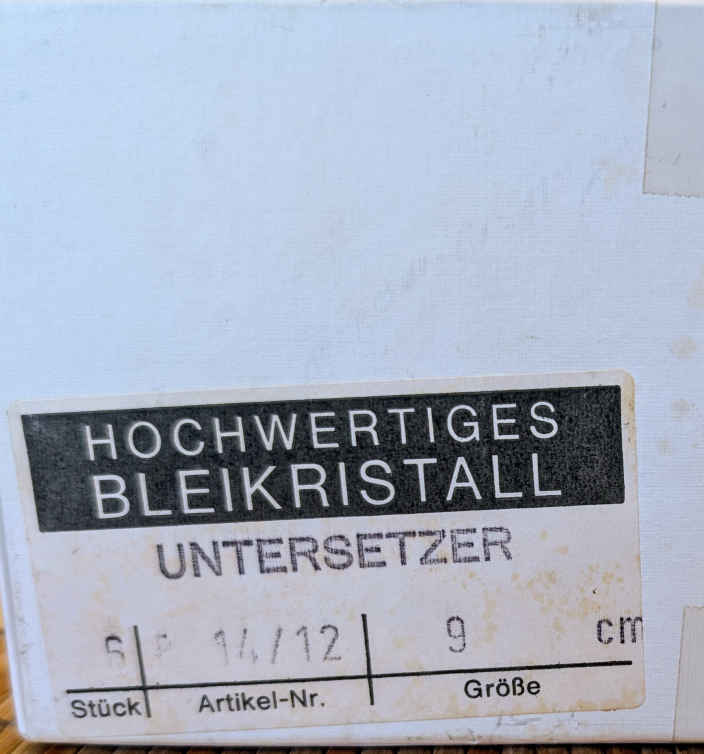 HOCHWERTIGES
BLEIKRISTALL
UNTERSETZER
6 P 14/12 9 cm
Stück Artikel-Nr. Größe